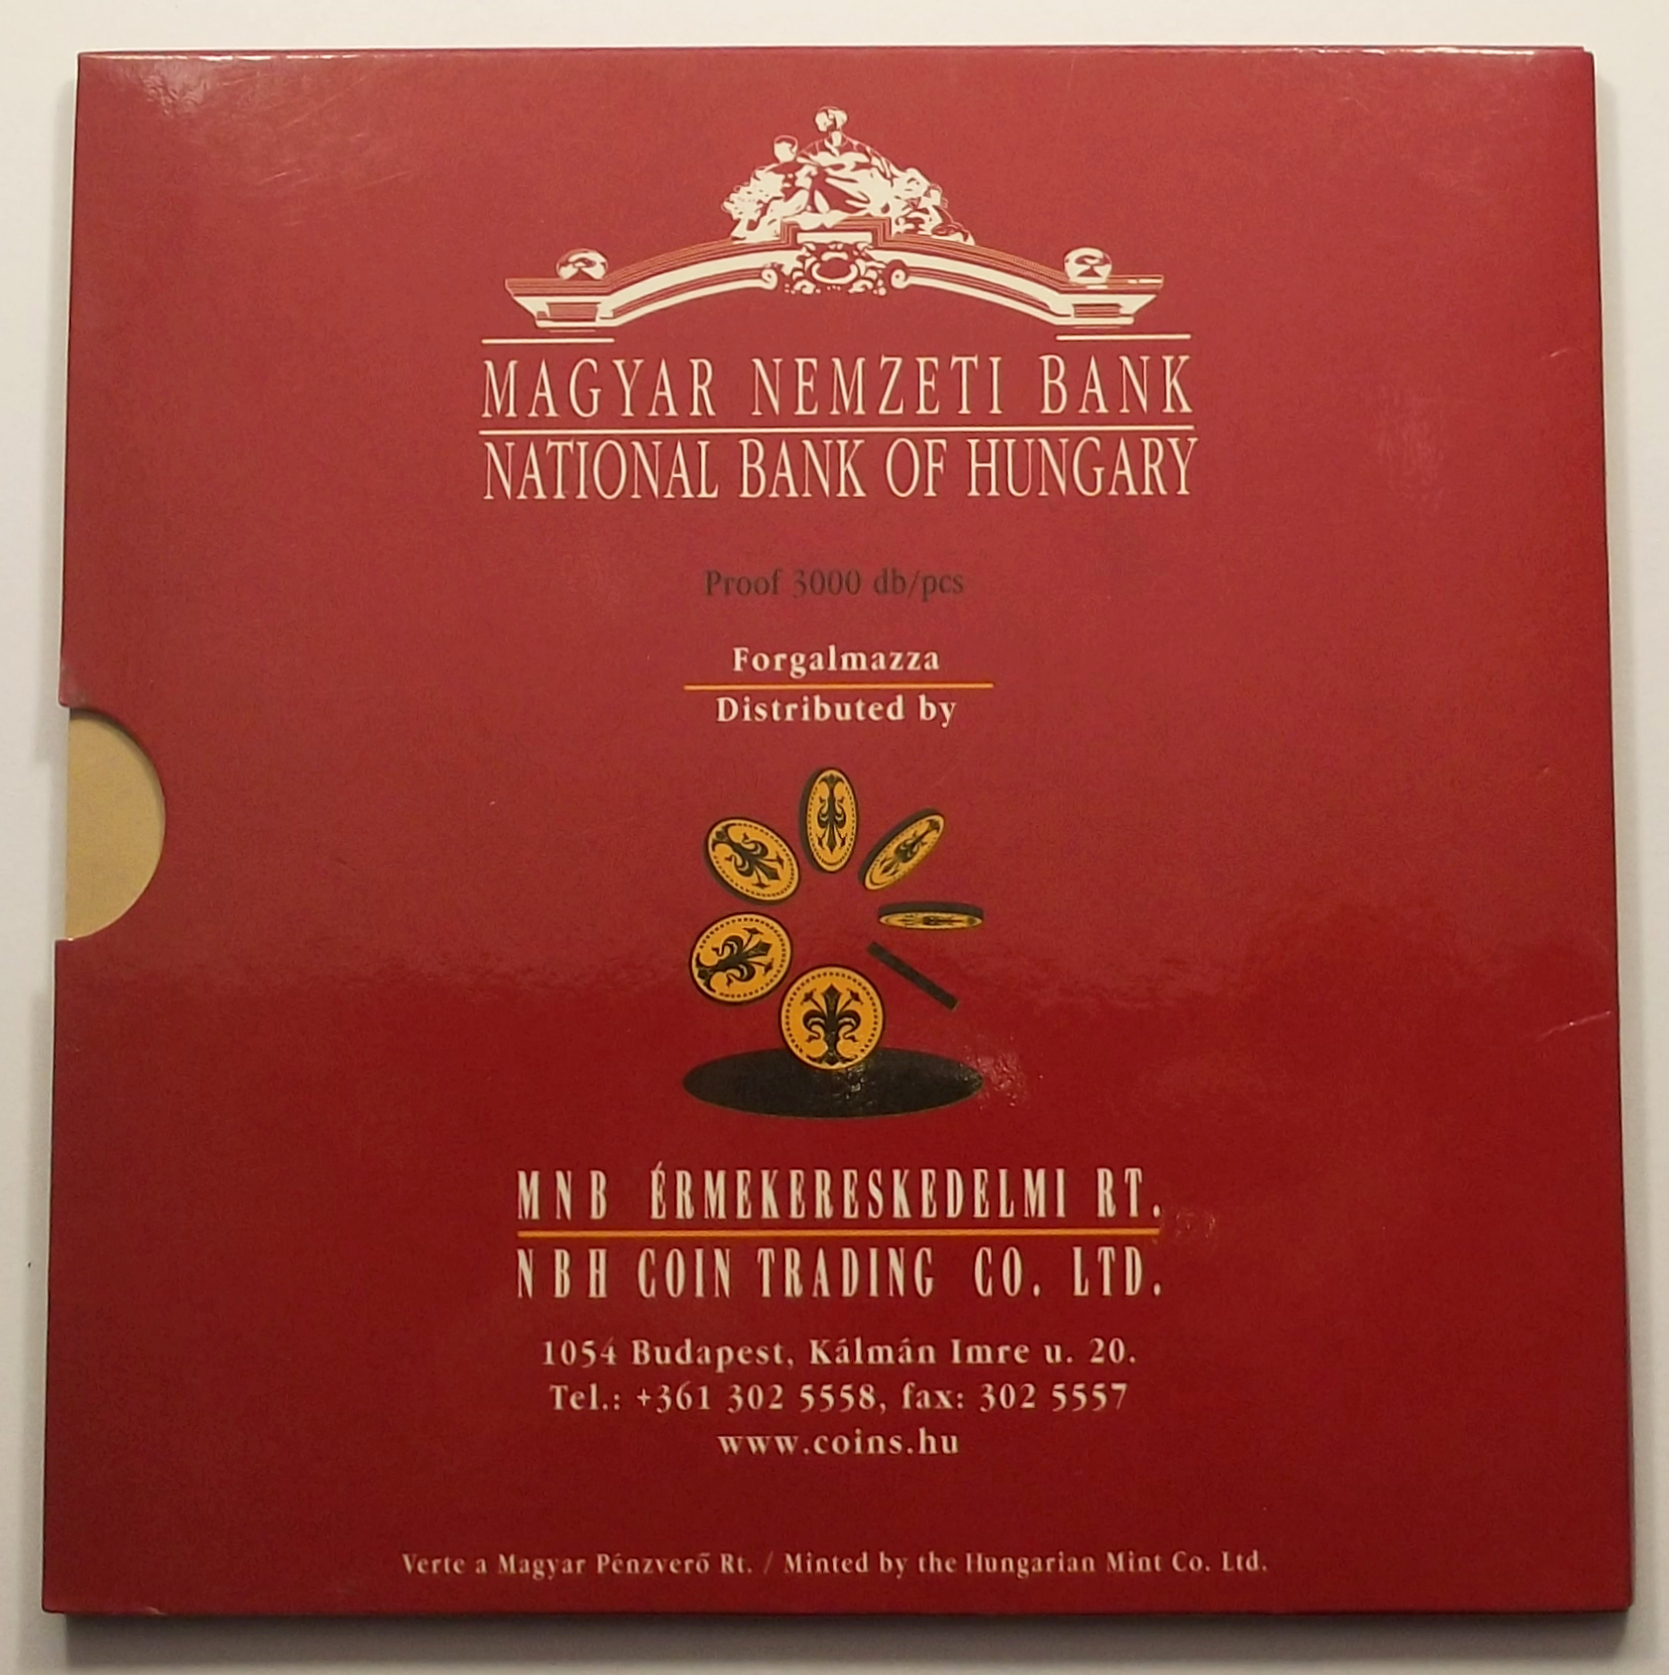 MAGYAR NEMZETI BANK
NATIONAL BANK OF HUNGARY
Proof 3000 db/pcs
Forgalmazza
Distributed by
MNB ÉRMEKERESKEDELMI RT.
NBH COIN TRADING CO. LTD.
1054 Budapest, Kálmán Imre u. 20.
Tel.: +361 302 5558, fax: 302 5557
www.coins.hu
Verte a Magyar Pénzverő Rt. / Minted by the Hungarian Mint Co. Ltd.